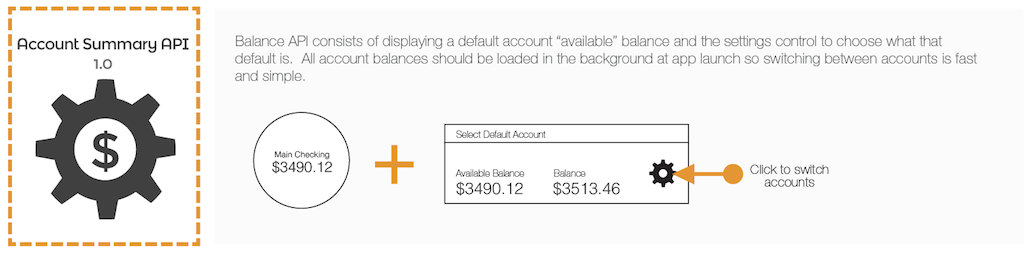 Account Summary API
1.0
$
Balance API consists of displaying a default account “available” balance and the settings control to choose what that
default is.  All account balances should be loaded in the background at app launch so switching between accounts is fast
and simple.
Main Checking
$3490.12
Select Default Account
Available Balance
$3490.12
Balance
$3513.46
Click to switch
accounts